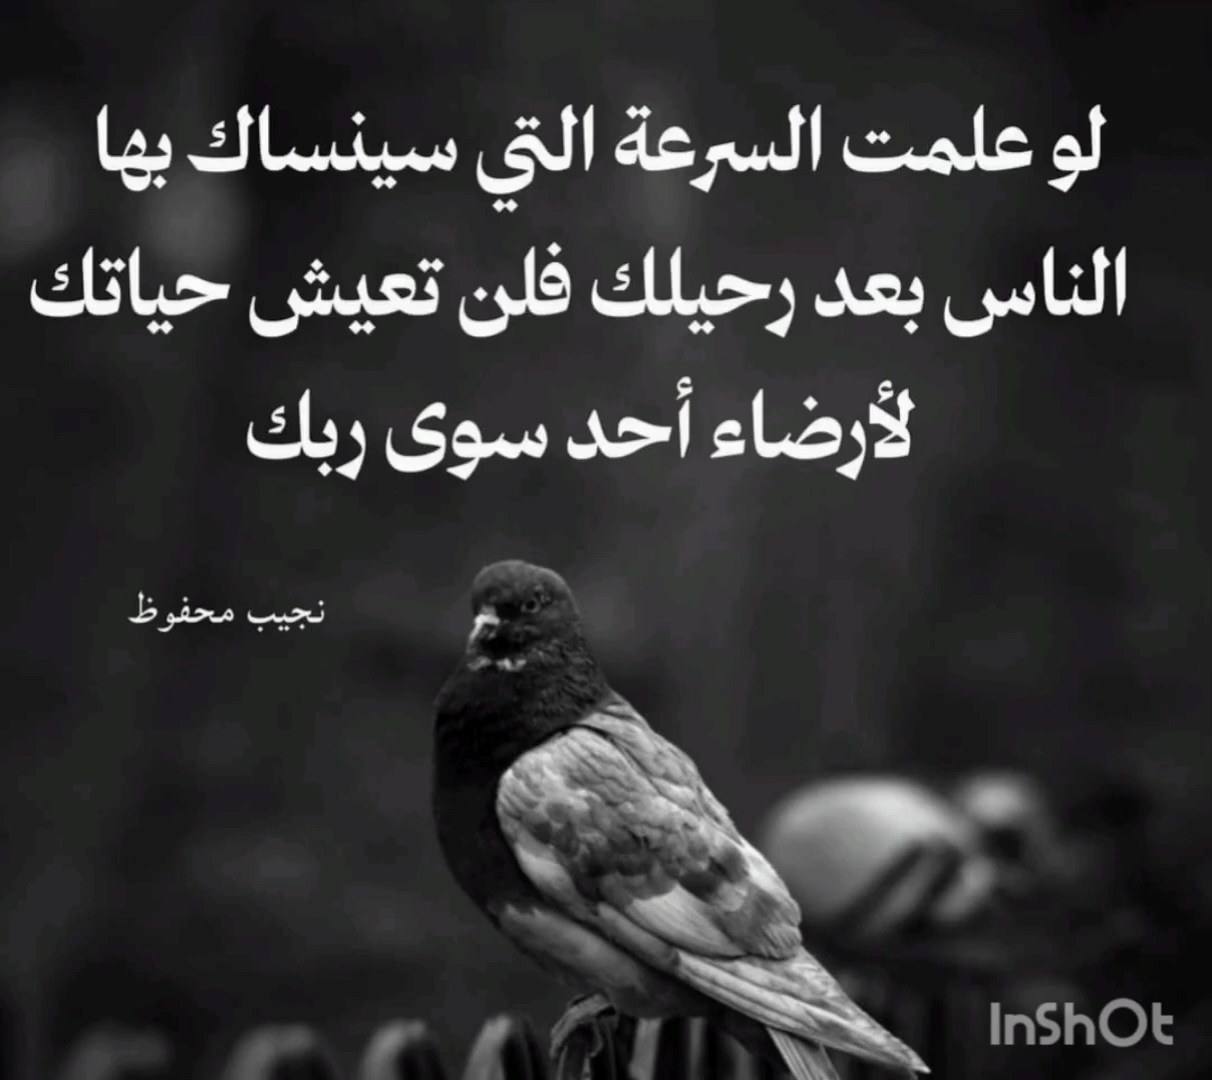 لو علمت السرعة التي سينساك بها
الناس بعد رحيلك فلن تعيش حياتك
لأرضاء أحد سوى ربك
نجيب محفوظ
InShOt